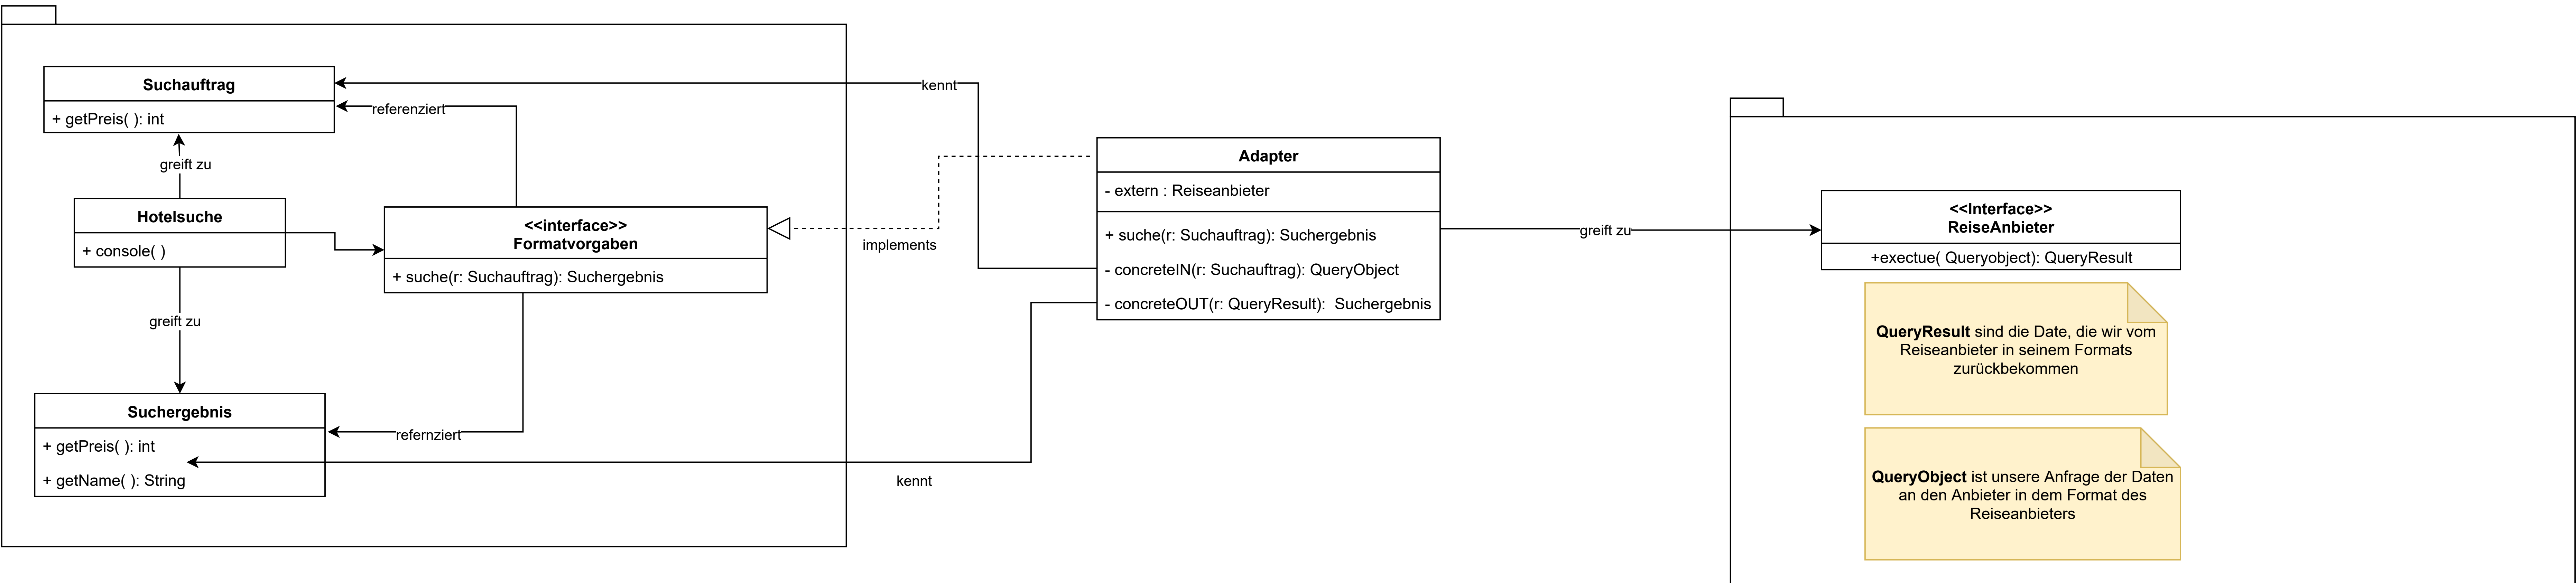 Suchauftrag
+ getPreis( ): int
greift zu
Hotelsuche
+ console( )
greift zu
Suchergebnis
+ getPreis( ): int
+ getName( ): String
referenziert
<<interface>>
Formatvorgaben
+ suche(r: Suchauftrag): Suchergebnis
refernziert
kennt
implements
kennt
Adapter
- extern : Reiseanbieter
+ suche(r: Suchauftrag): Suchergebnis
- concreteIN(r: Suchauftrag): QueryObject
- concreteOUT(r: QueryResult): Suchergebnis
greift zu
<<Interface>>
ReiseAnbieter
+exectue( Queryobject): QueryResult
QueryResult sind die Date, die wir vom
Reiseanbieter in seinem Formats
zurückbekommen
QueryObject ist unsere Anfrage der Daten
an den Anbieter in dem Format des
Reiseanbieters